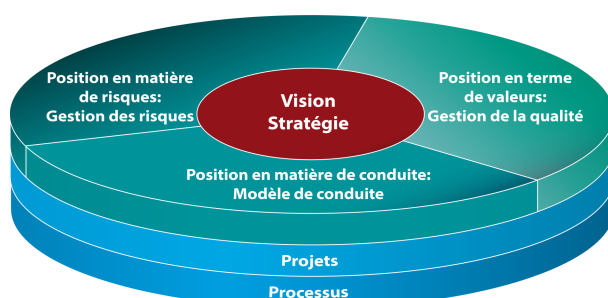 Position en matière
de risques:
Gestion des risques
Vision
Stratégie
Position en terme
de valeurs:
Gestion de la qualité
Position en matière de conduite:
Modèle de conduite
Projets
Processus